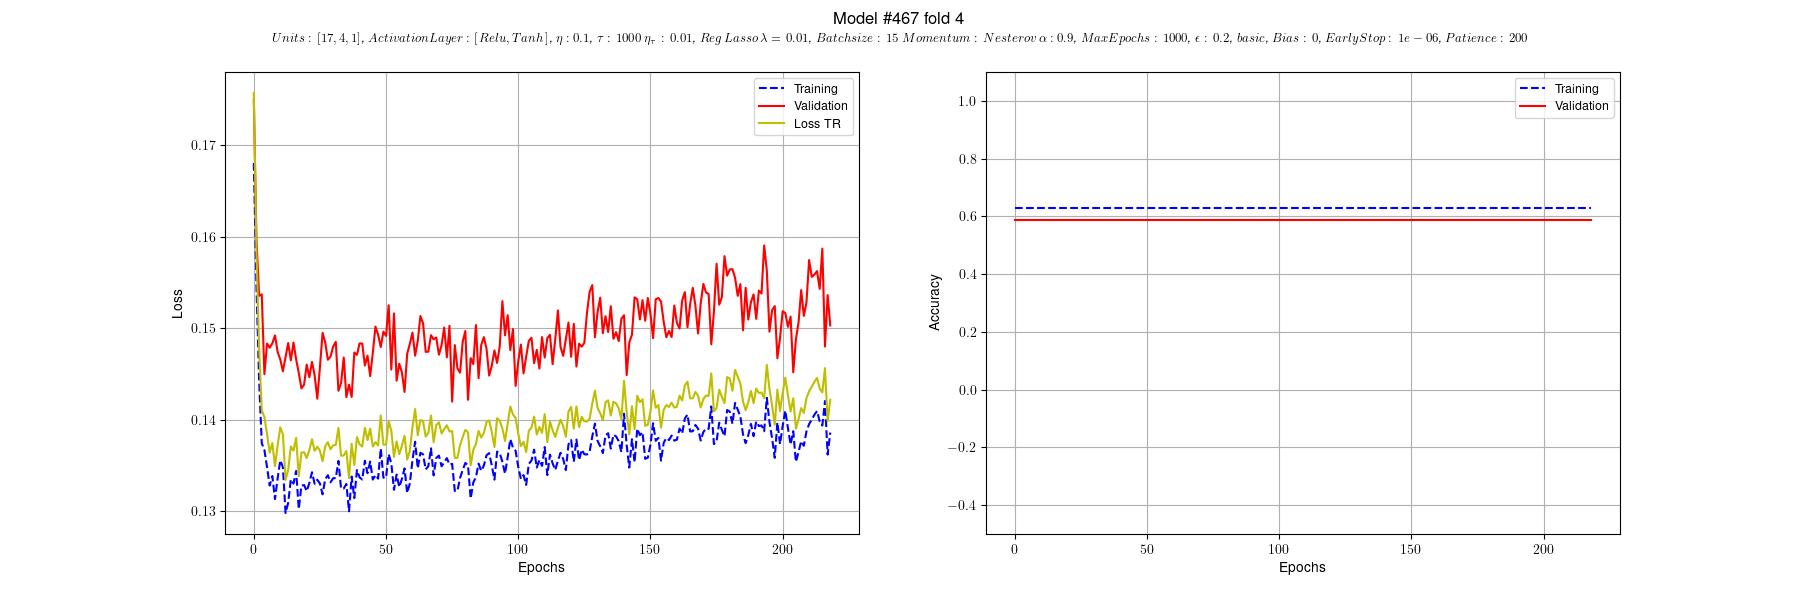 Model #467 fold 4
Units : [17, 4, 1], ActivationLayer : [Relu, Tanh], η : 0.1, τ : 1000 ητ : 0.01, Reg Lasso λ = 0.01, Batchsize : 15 Momentum : Nesterov α : 0.9, MaxEpochs : 1000, ϵ : 0.2, basic, Bias : 0, EarlyStop : 1e − 06, Patience : 200
Training
Validation
Loss TR
0.17
0.16
0.15
0.14
0.13
Loss
0
50
100
150
200
Epochs
Training
Validation
1.0
0.8
0.6
0.4
0.2
0.0
−0.2
−0.4
Accuracy
0
50
100
150
200
Epochs